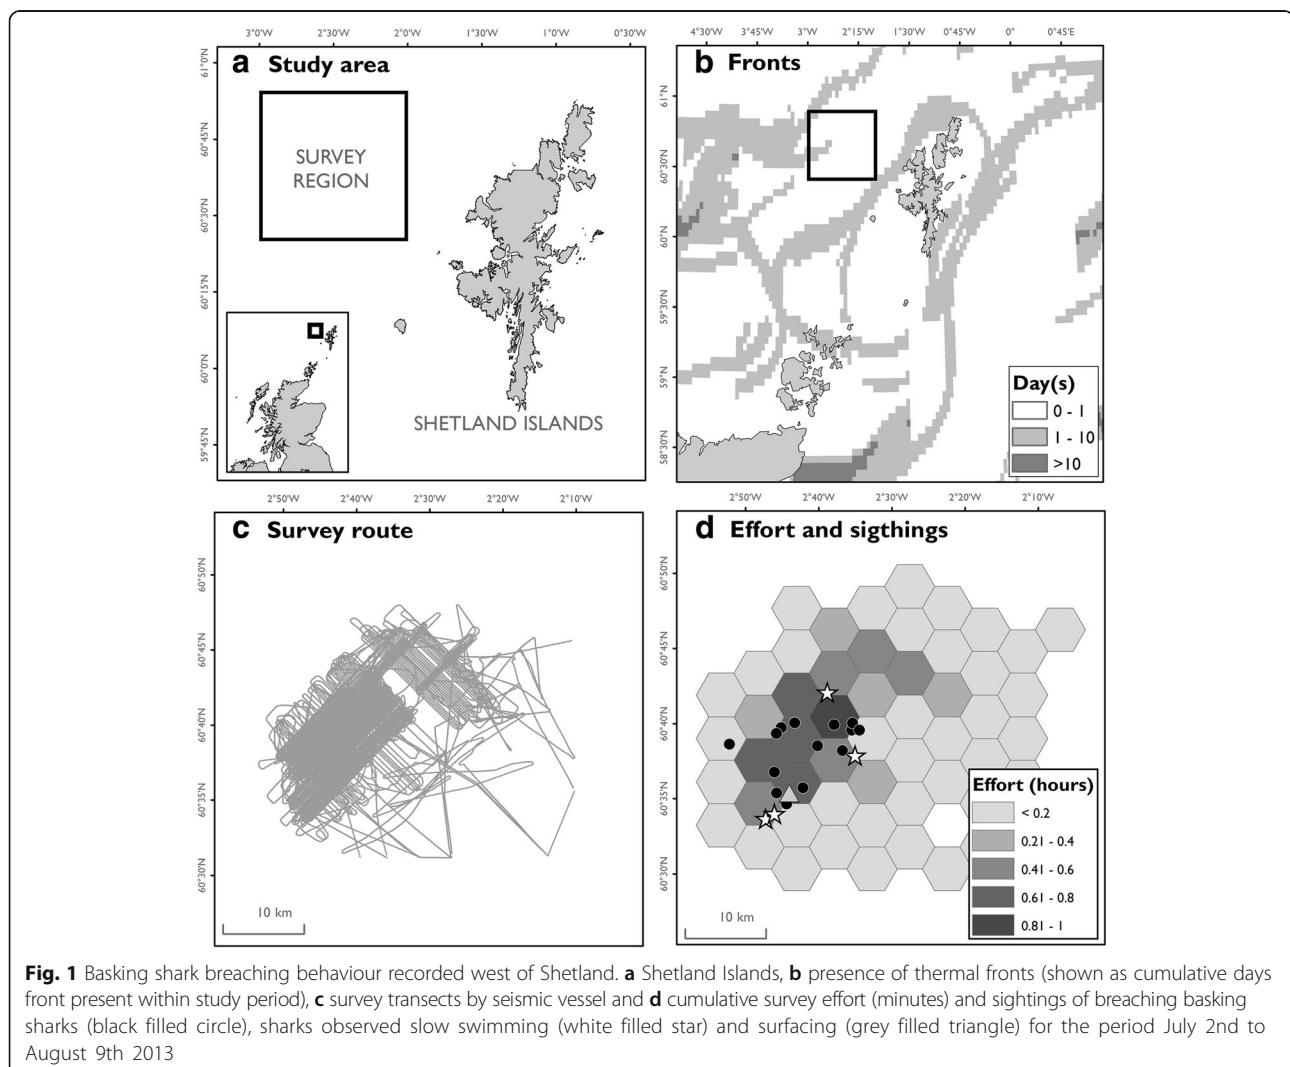 3°0'W 2°30'W 2°0'W 1°30'W 1°0'W 0°30'W
61°0'N
60°45'N
60°30'N
60°15'N
60°0'N
59°45'N
a Study area
SURVEY
REGION
SHETLAND ISLANDS
4°30'W 3°45'W 3°W 2°15'W 1°30'W 0°45'W 0° 0°45'E
61°N
60°30'N
60°N
59°30'N
59°N
58°30'N
b Fronts
Day(s)
0 - 1
1 - 10
>10
2°50'W 2°40'W 2°30'W 2°20'W 2°10'W
60°50'N
60°45'N
60°40'N
60°35'N
60°30'N
c Survey route
10 km
2°50'W 2°40'W 2°30'W 2°20'W 2°10'W
60°50'N
60°45'N
60°40'N
60°35'N
60°30'N
d Effort and sigthings
Effort (hours)
< 0.2
0.21 - 0.4
0.41 - 0.6
0.61 - 0.8
0.81 - 1
10 km
Fig. 1 Basking shark breaching behaviour recorded west of Shetland. a Shetland Islands, b presence of thermal fronts (shown as cumulative days
front present within study period), c survey transects by seismic vessel and d cumulative survey effort (minutes) and sightings of breaching basking
sharks (black filled circle), sharks observed slow swimming (white filled star) and surfacing (grey filled triangle) for the period July 2nd to
August 9th 2013